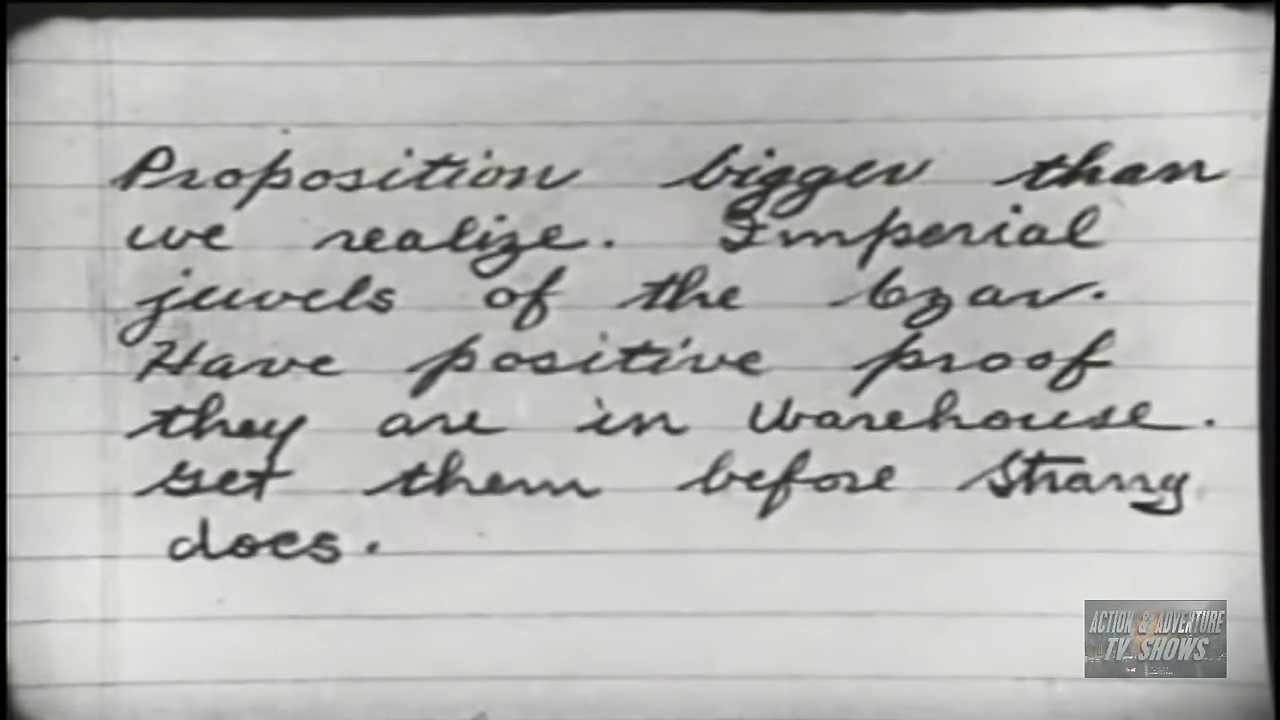 Proposition bigger than
we realize. Imperial
jewels of the Czar.
Have positive proof
they are in warehouse.
Get them before Strang
does.
ACTION & ADVENTURE
TV SHOWS